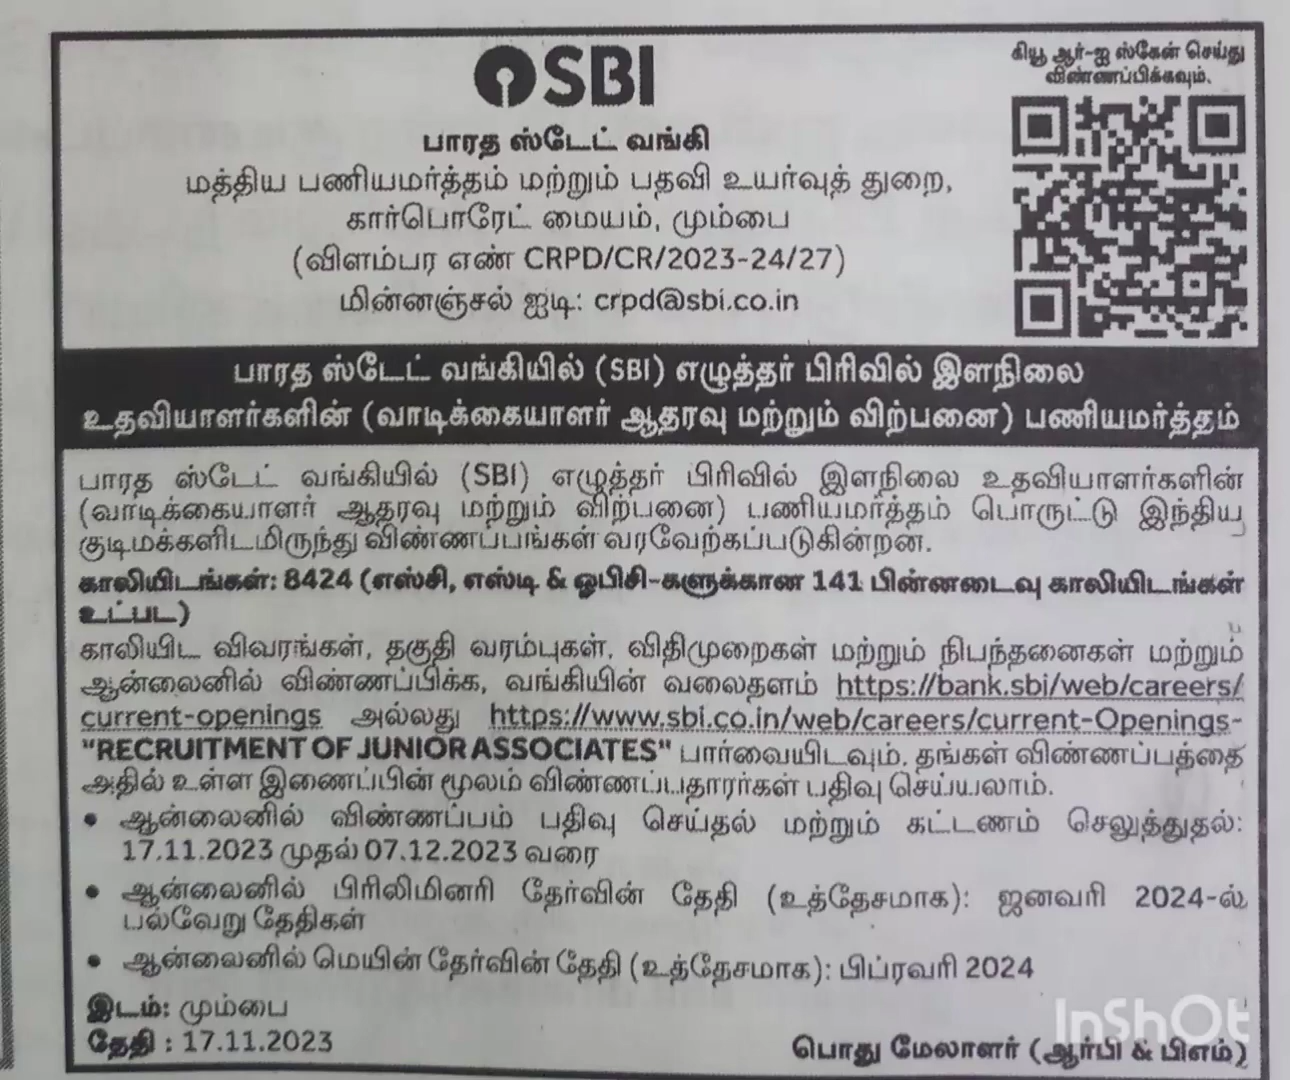 கியூ ஆர்-ஐ ஸ்கேன் செய்து
விண்ணப்பிக்கவும்.
SBI
பாரத ஸ்டேட் வங்கி
மத்திய பணியமர்த்தம் மற்றும் பதவி உயர்வுத் துறை,
கார்பொரேட் மையம், மும்பை
(விளம்பர எண் CRPD/CR/2023-24/27)
மின்னஞ்சல் ஐடி: crpd@sbi.co.in
பாரத ஸ்டேட் வங்கியில் (SBI) எழுத்தர் பிரிவில் இளநிலை
உதவியாளர்களின் (வாடிக்கையாளர் ஆதரவு மற்றும் விற்பனை) பணியமர்த்தம்
பாரத ஸ்டேட் வங்கியில் (SBI) எழுத்தர் பிரிவில் இளநிலை உதவியாளர்களின்
(வாடிக்கையாளர் ஆதரவு மற்றும் விற்பனை) பணியமர்த்தம் பொருட்டு இந்திய
குடிமக்களிடமிருந்து விண்ணப்பங்கள் வரவேற்கப்படுகின்றன.
காலியிடங்கள்: 8424 (எஸ்சி, எஸ்டி & ஓபிசி-களுக்கான 141 பின்னடைவு காலியிடங்கள்
உட்பட)
காலியிட விவரங்கள், தகுதி வரம்புகள், விதிமுறைகள் மற்றும் நிபந்தனைகள் மற்றும்
ஆன்லைனில் விண்ணப்பிக்க, வங்கியின் வலைதளம் https://bank.sbi/web/careers/
current-openings அல்லது https://www.sbi.co.in/web/careers/current-Openings-
"RECRUITMENT OF JUNIOR ASSOCIATES" பார்வையிடவும். தங்கள் விண்ணப்பத்தை
அதில் உள்ள இணைப்பின் மூலம் விண்ணப்பதாரர்கள் பதிவு செய்யலாம்.
• ஆன்லைனில் விண்ணப்பம் பதிவு செய்தல் மற்றும் கட்டணம் செலுத்துதல்:
17.11.2023 முதல் 07.12.2023 வரை
• ஆன்லைனில் பிரிலிமினரி தேர்வின் தேதி (உத்தேசமாக): ஜனவரி 2024-ல்
பல்வேறு தேதிகள்
• ஆன்லைனில் மெயின் தேர்வின் தேதி (உத்தேசமாக): பிப்ரவரி 2024
இடம்: மும்பை
தேதி : 17.11.2023
பொது மேலாளர் (ஆர்பி & பிஎம்)
InShOt